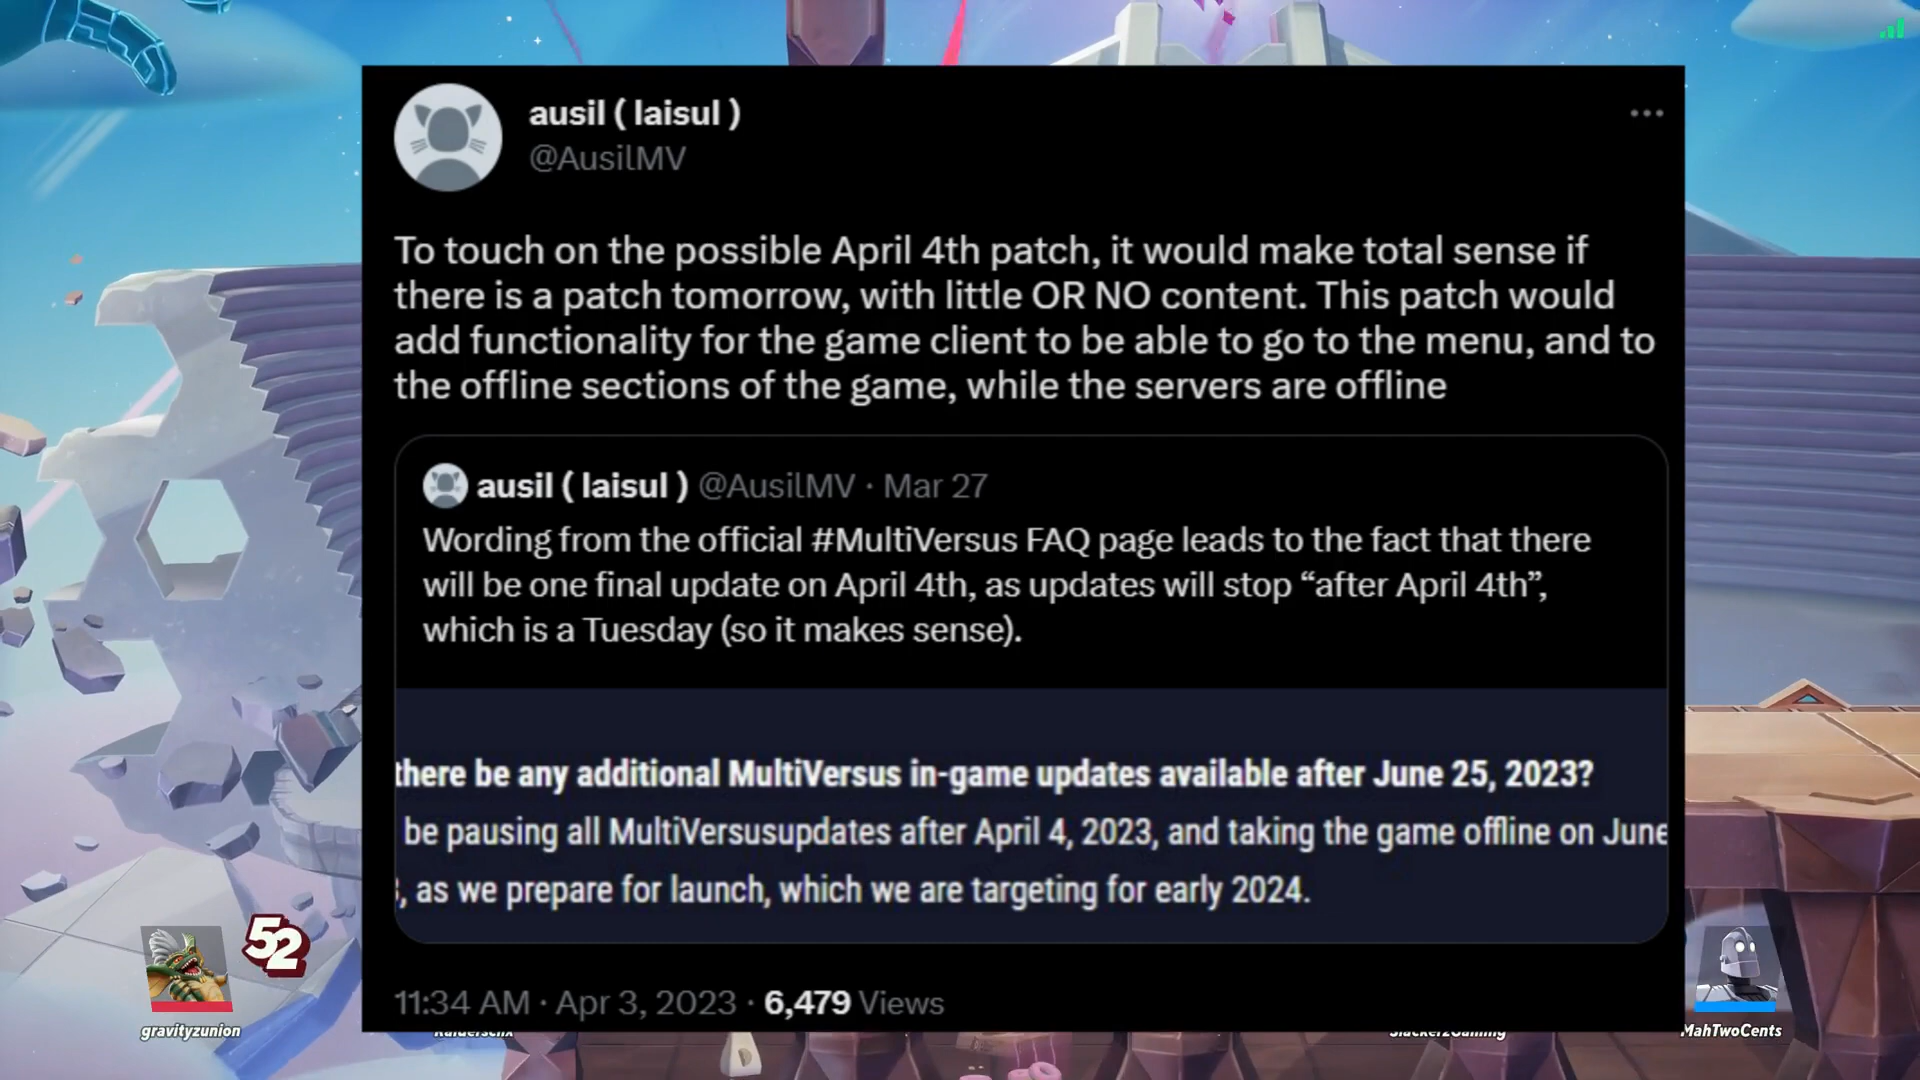 ausil ( laisul )
@AusilMV
To touch on the possible April 4th patch, it would make total sense if
there is a patch tomorrow, with little OR NO content. This patch would
add functionality for the game client to be able to go to the menu, and to
the offline sections of the game, while the servers are offline
ausil ( laisul ) @AusilMV · Mar 27
Wording from the official #MultiVersus FAQ page leads to the fact that there
will be one final update on April 4th, as updates will stop “after April 4th”,
which is a Tuesday (so it makes sense).
there be any additional MultiVersus in-game updates available after June 25, 2023?
be pausing all MultiVersusupdates after April 4, 2023, and taking the game offline on June
, as we prepare for launch, which we are targeting for early 2024.
11:34 AM · Apr 3, 2023 · 6,479 Views
52
gravityzunion
MahTwoCents